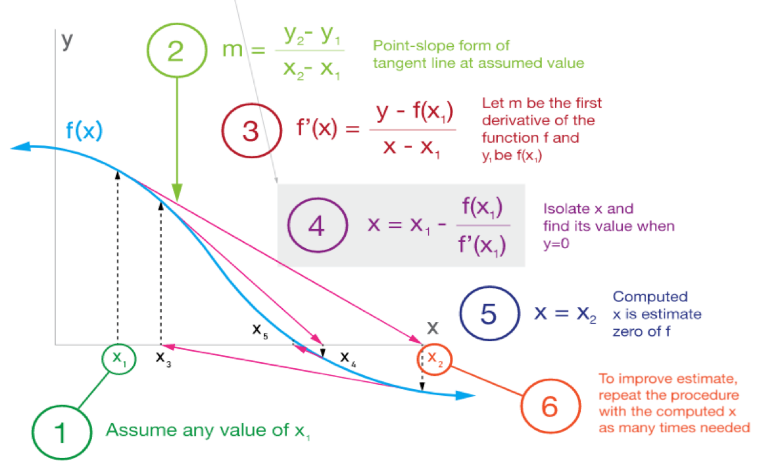 y
f(x)
2
m = y₂- y₁ / x₂- x₁
Point-slope form of
tangent line at assumed value
3
f'(x) = y - f(x₁) / x - x₁
Let m be the first
derivative of the
function f and
y₁ be f(x₁)
4
x = x₁ - f(x₁) / f'(x₁)
Isolate x and
find its value when
y=0
5
x = x₂
Computed
x is estimate
zero of f
x
x₁
x₃
x₅
x₄
x₂
1
Assume any value of x₁
6
To improve estimate,
repeat the procedure
with the computed x
as many times needed